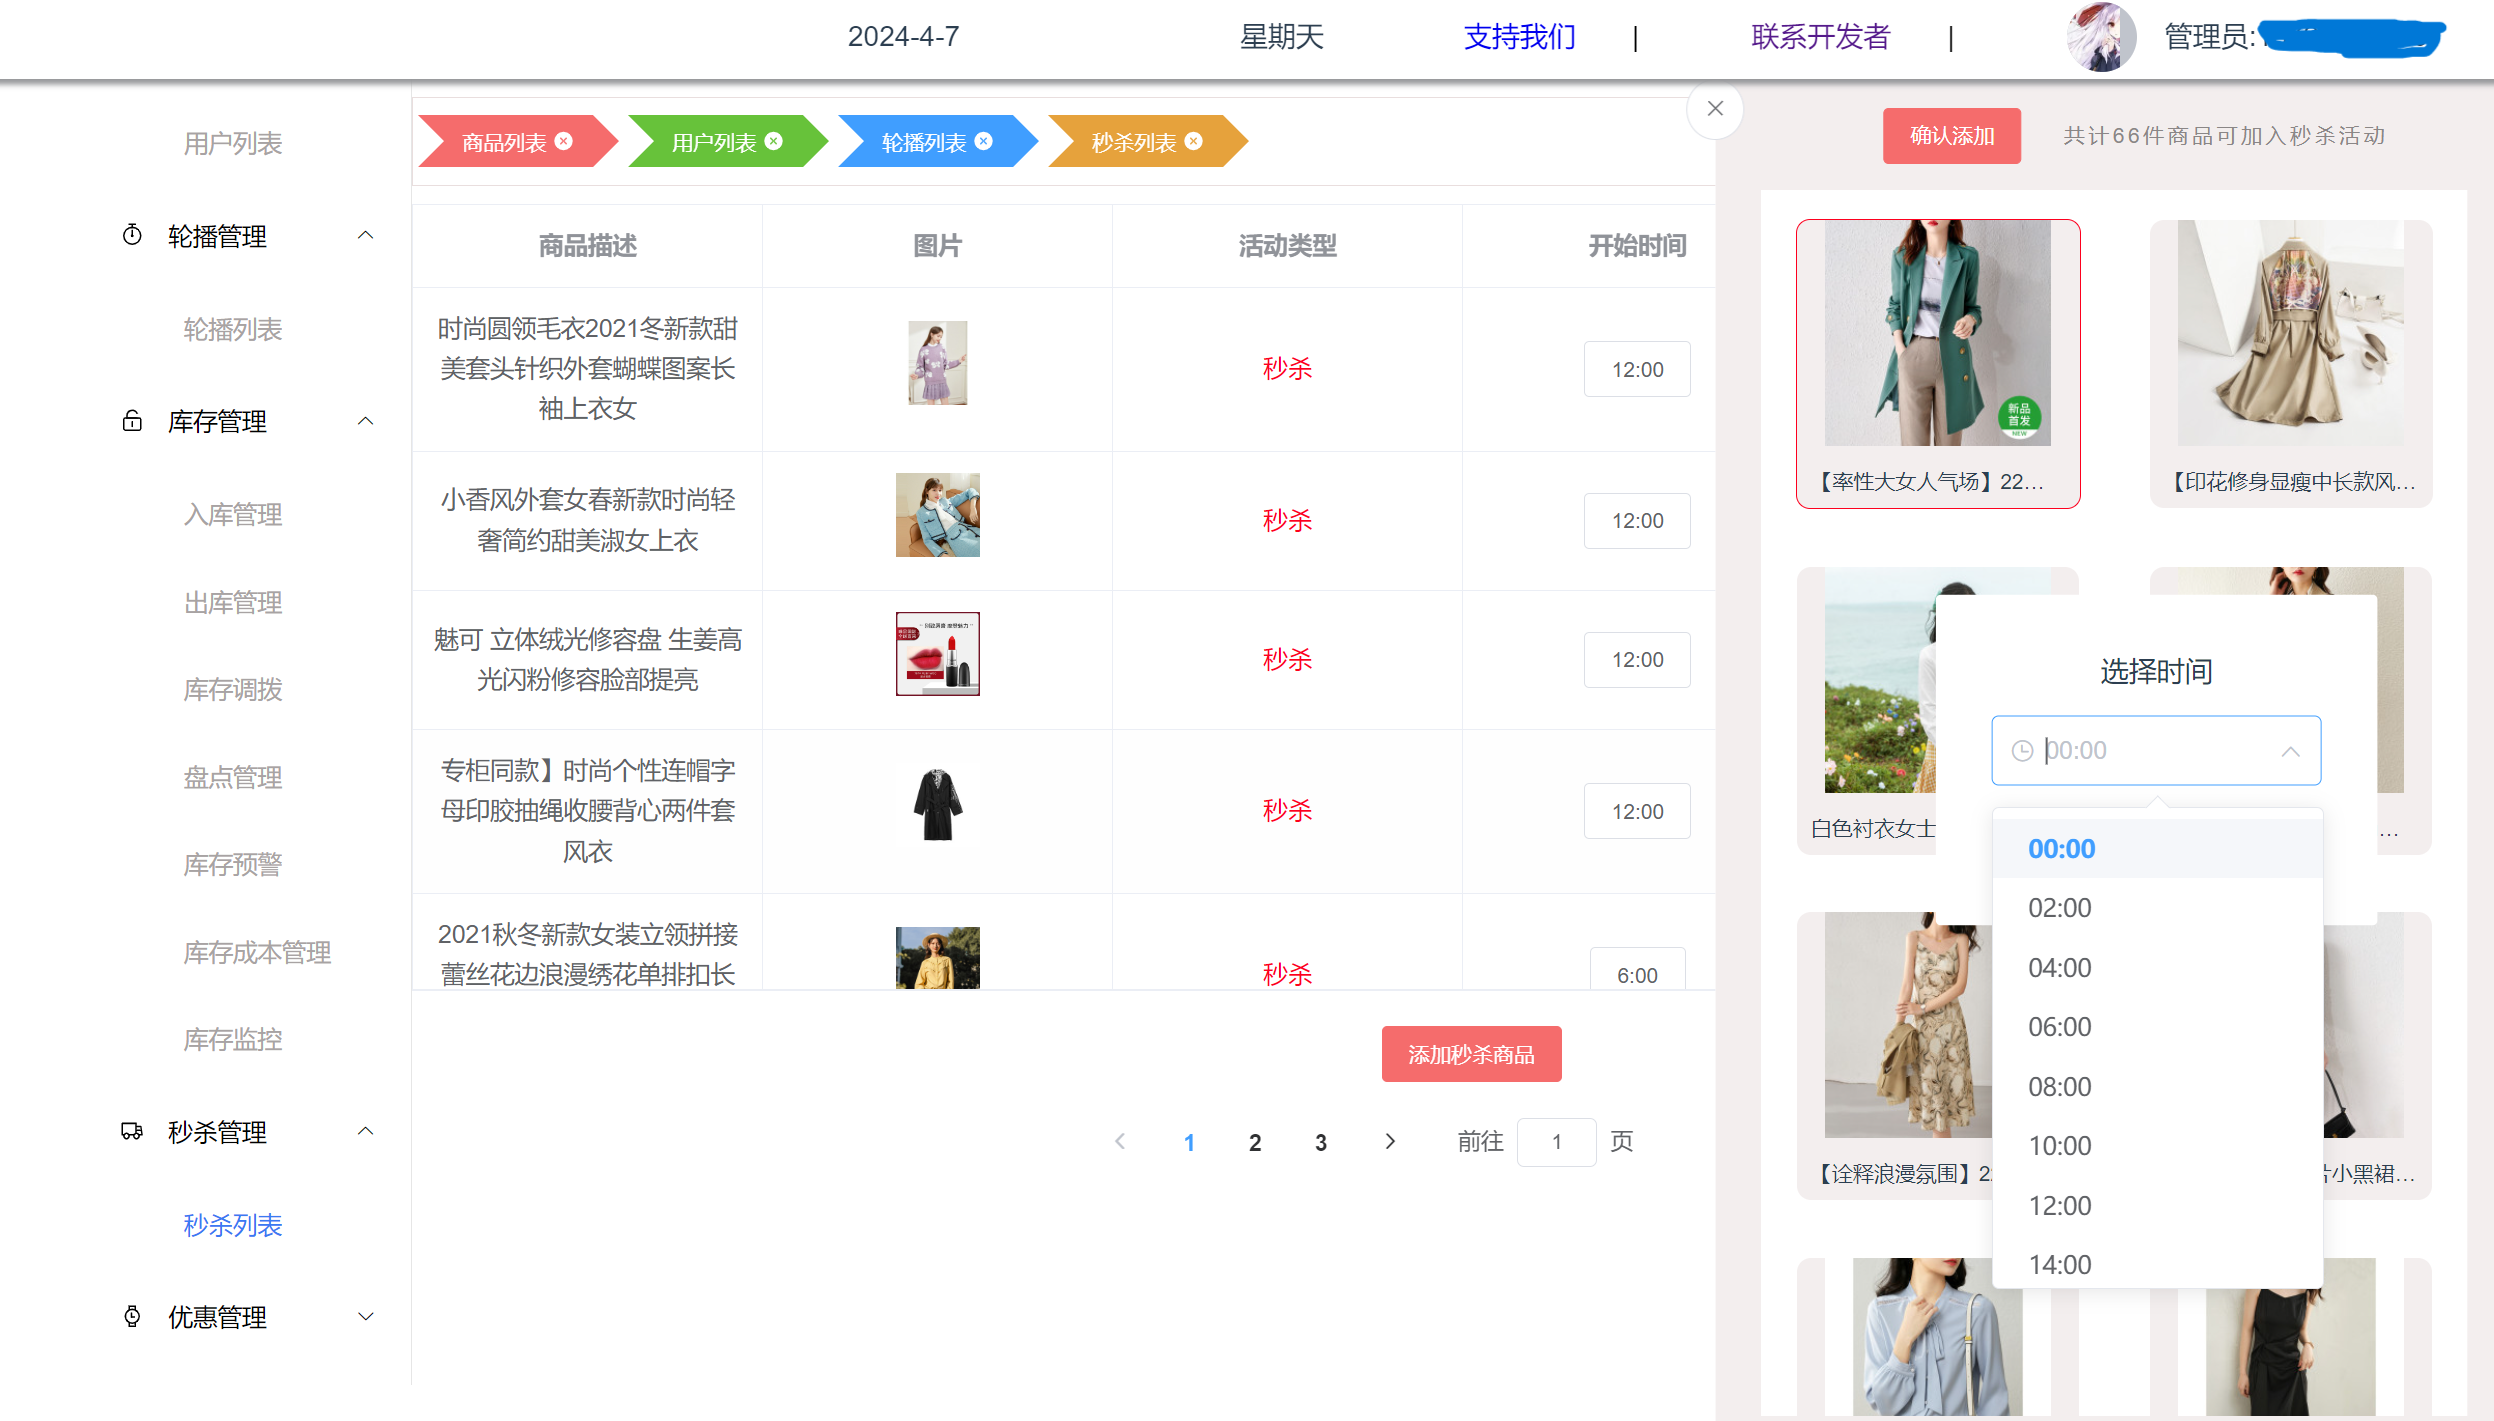 2024-4-7
星期天
支持我们
|
联系开发者
|
管理员:
用户列表
轮播管理
轮播列表
库存管理
入库管理
出库管理
库存调拨
盘点管理
库存预警
库存成本管理
库存监控
秒杀管理
秒杀列表
优惠管理
商品列表
用户列表
轮播列表
秒杀列表
商品描述
图片
活动类型
开始时间
时尚圆领毛衣2021冬新款甜
美套头针织外套蝴蝶图案长
袖上衣女
秒杀
12:00
小香风外套女春新款时尚轻
奢简约甜美淑女上衣
秒杀
12:00
魅可 立体绒光修容盘 生姜高
光闪粉修容脸部提亮
秒杀
12:00
专柜同款】时尚个性连帽字
母印胶抽绳收腰背心两件套
风衣
秒杀
12:00
2021秋冬新款女装立领拼接
蕾丝花边浪漫绣花单排扣长
秒杀
6:00
添加秒杀商品
1
2
3
前往
1
页
确认添加
共计66件商品可加入秒杀活动
新品
首发
NEW
【率性大女人气场】22...
【印花修身显瘦中长款风...
白色衬衣女士
...
【诠释浪漫氛围】2
小黑裙...
选择时间
00:00
00:00
02:00
04:00
06:00
08:00
10:00
12:00
14:00